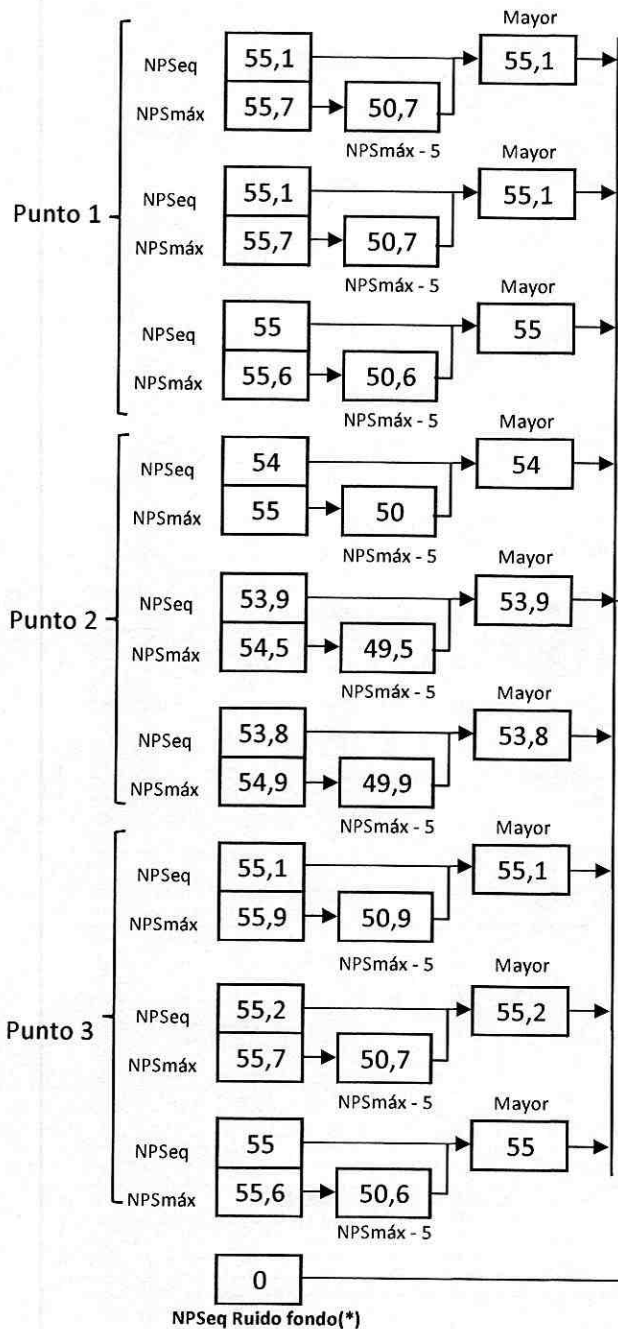 Mayor
NPSeq 55,1 55,1
NPSmáx 55,7 50,7
NPSmáx - 5
Mayor
Punto 1
NPSeq 55,1 55,1
NPSmáx 55,7 50,7
NPSmáx - 5
Mayor
NPSeq 55 55
NPSmáx 55,6 50,6
NPSmáx - 5
Mayor
NPSeq 54 54
NPSmáx 55 50
NPSmáx - 5
Mayor
Punto 2
NPSeq 53,9 53,9
NPSmáx 54,5 49,5
NPSmáx - 5
Mayor
NPSeq 53,8 53,8
NPSmáx 54,9 49,9
NPSmáx - 5
Mayor
NPSeq 55,1 55,1
NPSmáx 55,9 50,9
NPSmáx - 5
Mayor
Punto 3
NPSeq 55,2 55,2
NPSmáx 55,7 50,7
NPSmáx - 5
Mayor
NPSeq 55 55
NPSmáx 55,6 50,6
NPSmáx - 5
0
NPSeq Ruido fondo(*)